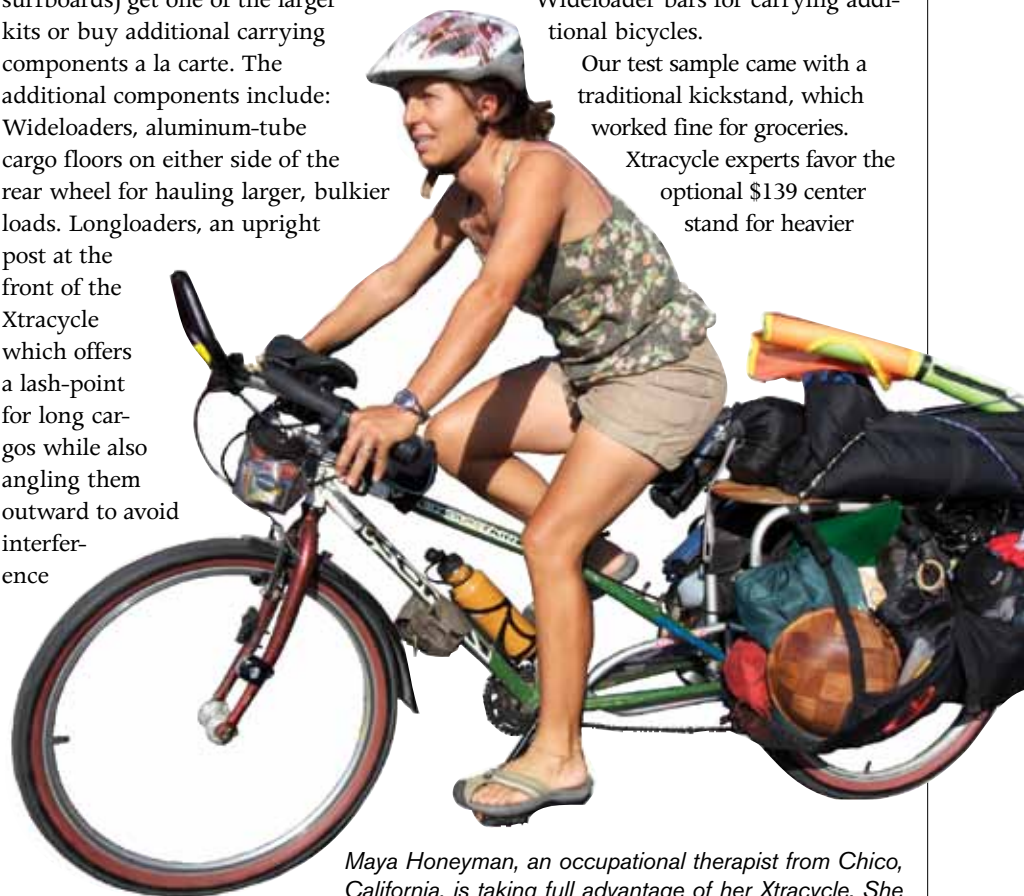 surfboards) get one of the larger
kits or buy additional carrying
components a la carte. The
additional components include:
Wideloaders, aluminum-tube
cargo floors on either side of the
rear wheel for hauling larger, bulkier
loads. Longloaders, an upright
post at the
front of the
Xtracycle
which offers
a lash-point
for long car-
gos while also
angling them
outward to avoid
interfer-
ence
Wideloader bars for carrying addi-
tional bicycles.
Our test sample came with a
traditional kickstand, which
worked fine for groceries.
Xtracycle experts favor the
optional $139 center
stand for heavier
Maya Honeyman, an occupational therapist from Chico,
California, is taking full advantage of her Xtracycle. She